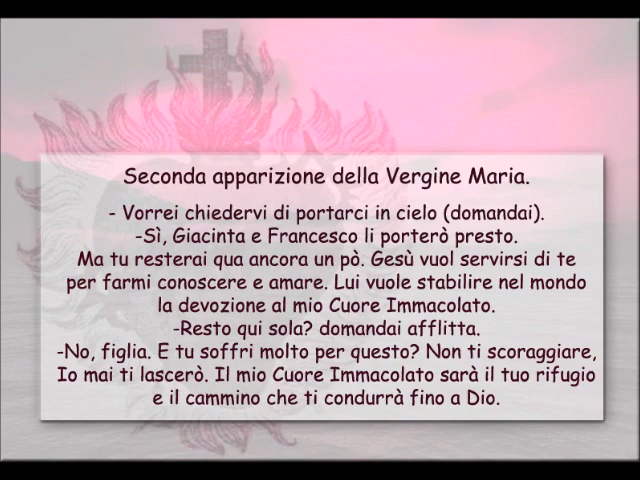 Seconda apparizione della Vergine Maria.
- Vorrei chiedervi di portarci in cielo (domandai).
-Sì, Giacinta e Francesco li porterò presto.
Ma tu resterai qua ancora un pò. Gesù vuol servirsi di te
per farmi conoscere e amare. Lui vuole stabilire nel mondo
la devozione al mio Cuore Immacolato.
-Resto qui sola? domandai afflitta.
-No, figlia. E tu soffri molto per questo? Non ti scoraggiare,
Io mai ti lascerò. Il mio Cuore Immacolato sarà il tuo rifugio
e il cammino che ti condurrà fino a Dio.